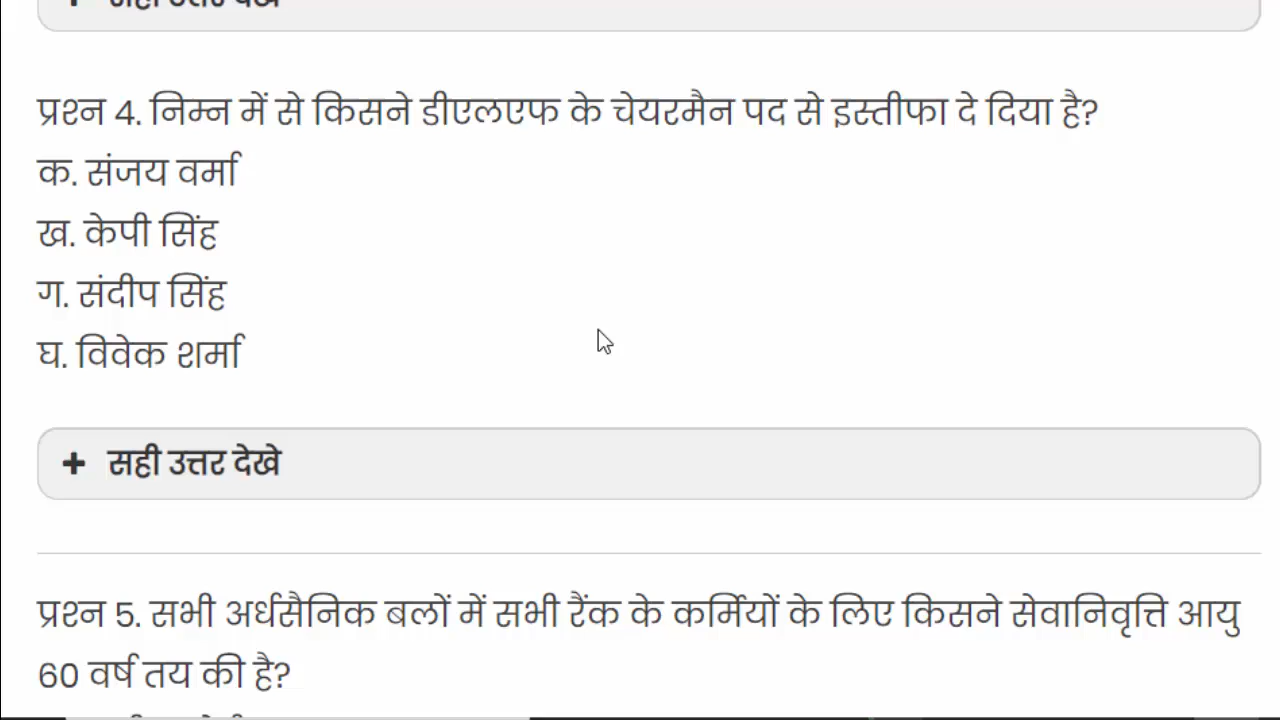 प्रश्न 4. निम्न में से किसने डीएलएफ के चेयरमैन पद से इस्तीफा दे दिया है?
क. संजय वर्मा
ख. केपी सिंह
ग. संदीप सिंह
घ. विवेक शर्मा
+ सही उत्तर देखे
प्रश्न 5. सभी अर्धसैनिक बलों में सभी रैंक के कर्मियों के लिए किसने सेवानिवृत्ति आयु
60 वर्ष तय की है?